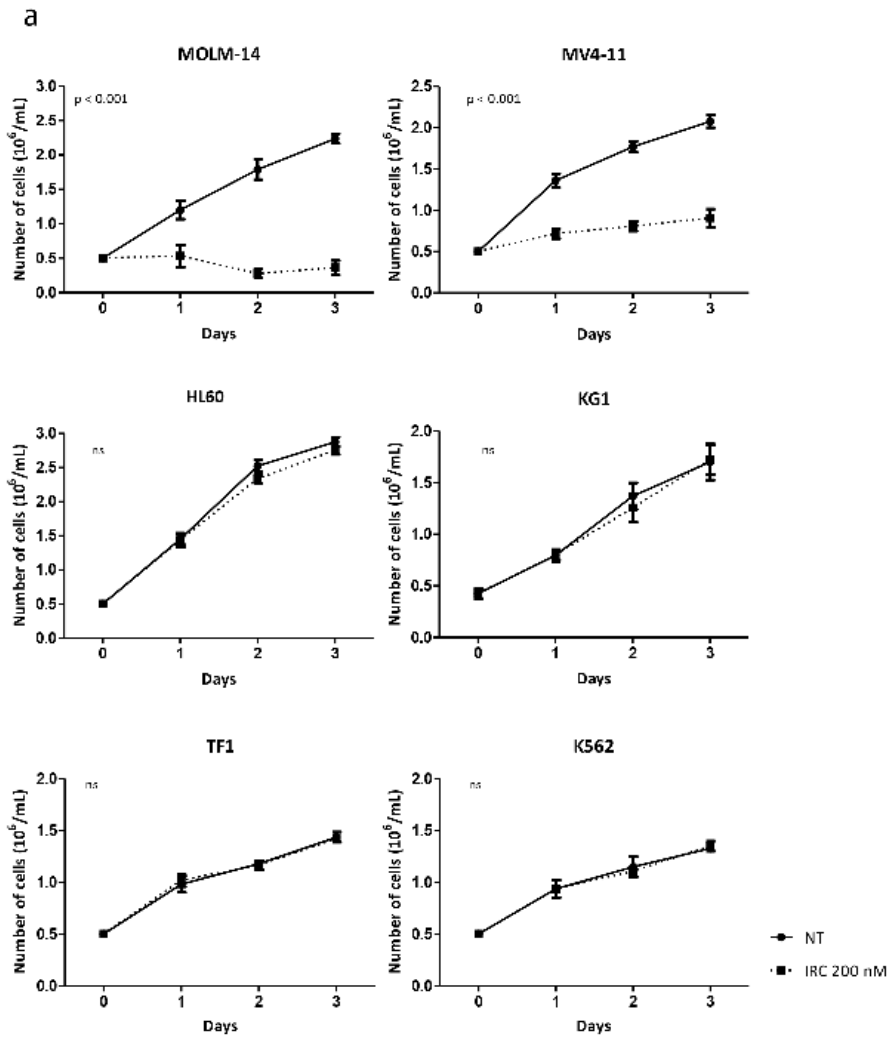 a
MOLM-14
p < 0.001
Number of cells (10⁶/mL)
3.0
2.5
2.0
1.5
1.0
0.5
0.0
0 1 2 3
Days
MV4-11
p < 0.001
Number of cells (10⁶/mL)
2.5
2.0
1.5
1.0
0.5
0.0
0 1 2 3
Days
HL60
ns
Number of cells (10⁶/mL)
3.0
2.5
2.0
1.5
1.0
0.5
0.0
0 1 2 3
Days
KG1
ns
Number of cells (10⁶/mL)
2.0
1.5
1.0
0.5
0.0
0 1 2 3
Days
TF1
ns
Number of cells (10⁶/mL)
2.0
1.5
1.0
0.5
0.0
0 1 2 3
Days
K562
ns
Number of cells (10⁶/mL)
2.0
1.5
1.0
0.5
0.0
0 1 2 3
Days
NT
IRC 200 nM